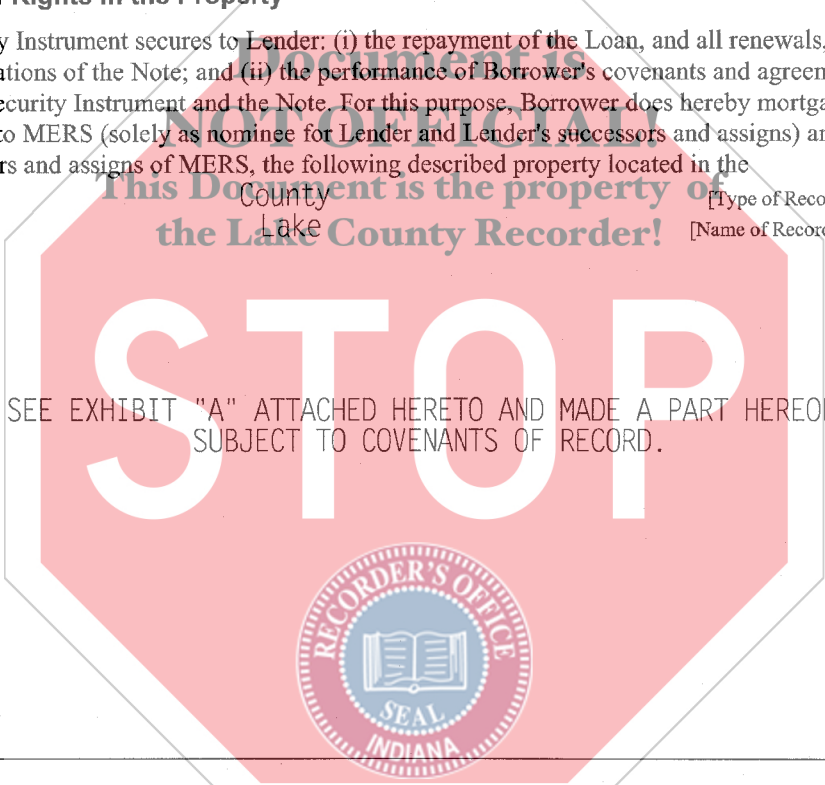 Rights in the Property
y Instrument secures to Lender: (i) the repayment of the Loan, and all renewals,
ations of the Note; and (ii) the performance of Borrower's covenants and agreem
ecurity Instrument and the Note. For this purpose, Borrower does hereby mortga
to MERS (solely as nominee for Lender and Lender's successors and assigns) an
rs and assigns of MERS, the following described property located in the
County [Type of Reco
Lake [Name of Record
Document is
NOT OFFICIAL!
This Document is the property of
the Lake County Recorder!
STOP
SEE EXHIBIT "A" ATTACHED HERETO AND MADE A PART HEREO
SUBJECT TO COVENANTS OF RECORD.
RECORDER'S OFFICE
SEAL
INDIANA